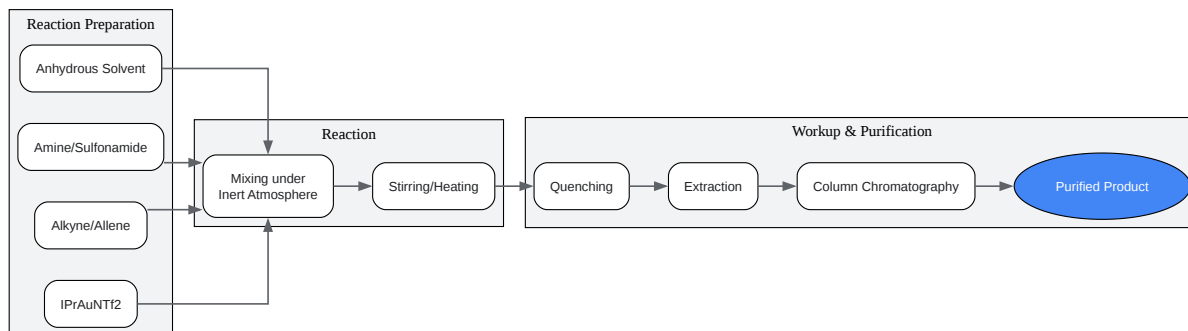 Reaction Preparation
Anhydrous Solvent
Amine/Sulfonamide
Alkyne/Allene
IPrAuNTf2
Reaction
Mixing under
Inert Atmosphere
Stirring/Heating
Workup & Purification
Quenching
Extraction
Column Chromatography
Purified Product